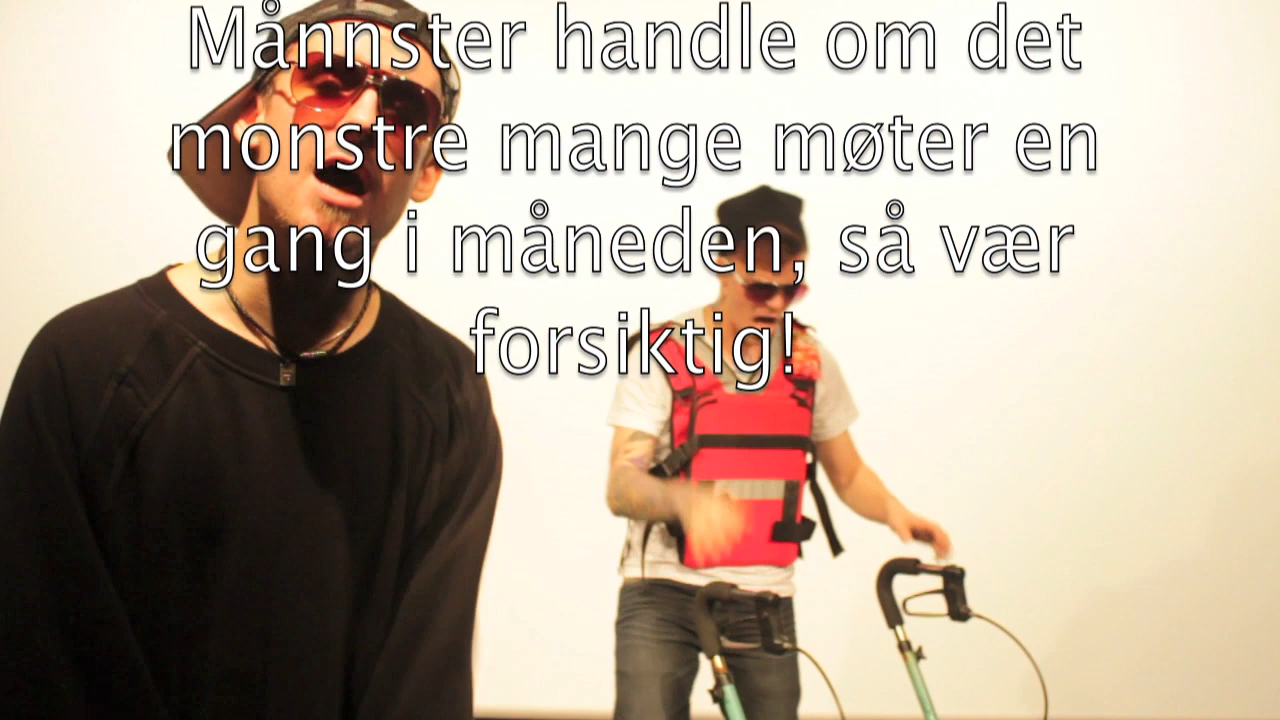 Månnster handle om det
monstre mange møter en
gang i måneden, så vær
forsiktig!